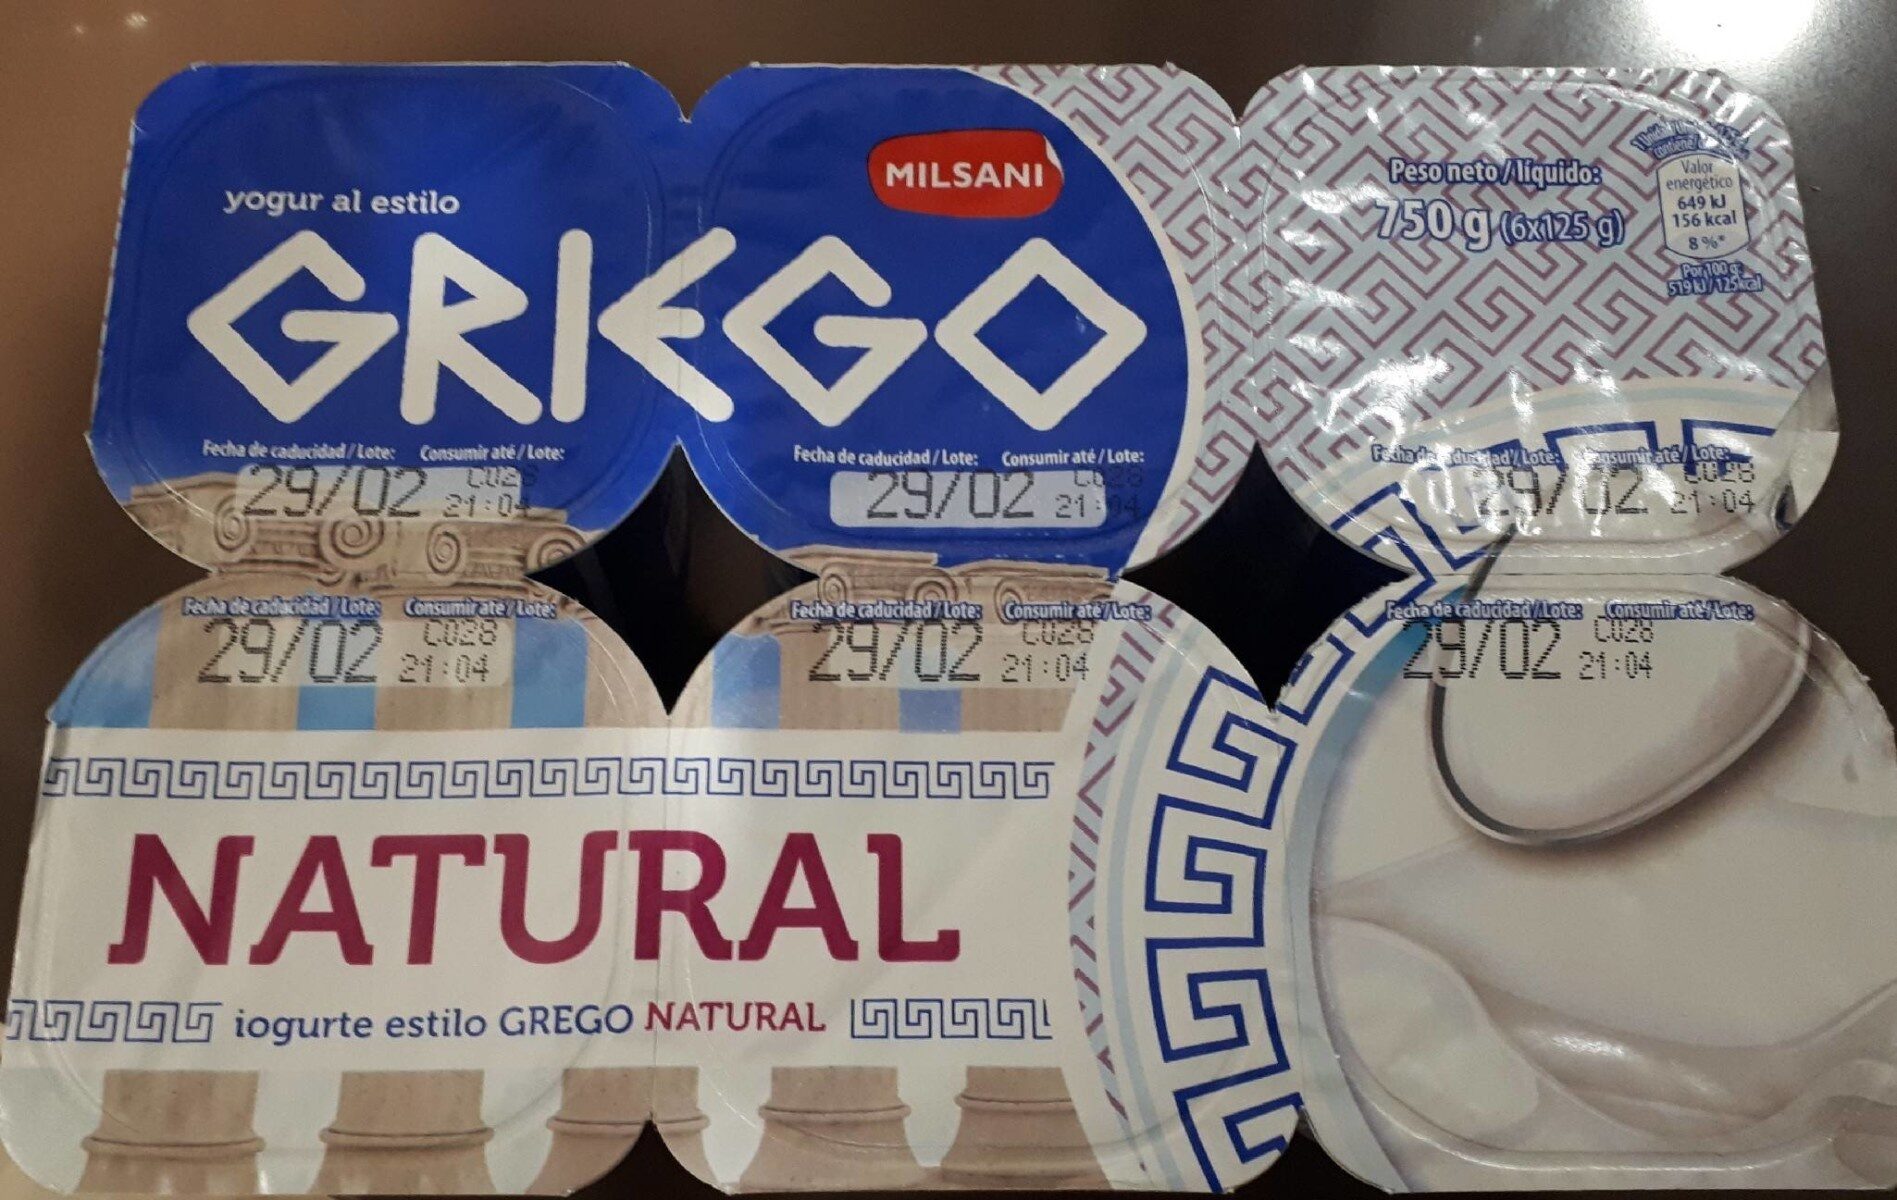 yogur al estilo
GRIEGO
MILSANI
Peso neto / líquido:
750 g (6x125 g)
contiene
Valor
energético
649 kJ
156 kcal
8 %*
Por 100 g:
519 kJ / 125 kcal
Fecha de caducidad / Lote: Consumir até / Lote:
29/02 C028
21:04
Fecha de caducidad / Lote: Consumir até / Lote:
29/02 C028
21:04
Fecha de caducidad / Lote: Consumir até / Lote:
29/02 C028
21:04
Fecha de caducidad / Lote: Consumir até / Lote:
29/02 C028
21:04
Fecha de caducidad / Lote: Consumir até / Lote:
29/02 C028
21:04
Fecha de caducidad / Lote: Consumir até / Lote:
29/02 C028
21:04
NATURAL
iogurte estilo GREGO NATURAL